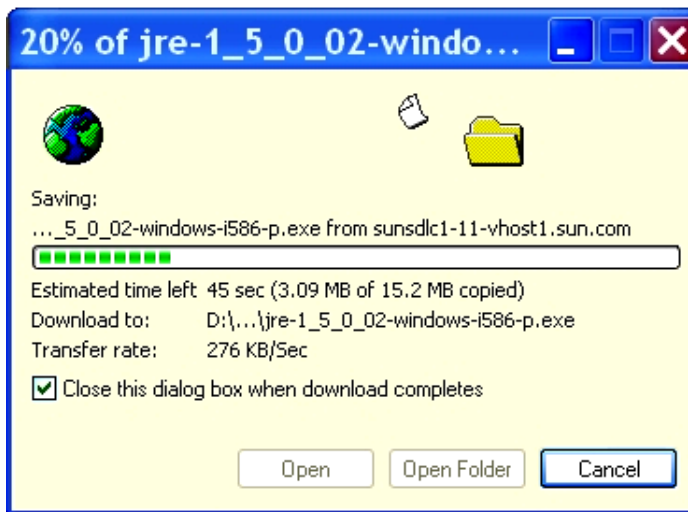 20% of jre-1_5_0_02-windo...
Saving:
..._5_0_02-windows-i586-p.exe from sunsdlc1-11-vhost1.sun.com
Estimated time left 45 sec (3.09 MB of 15.2 MB copied)
Download to: D:\...\jre-1_5_0_02-windows-i586-p.exe
Transfer rate: 276 KB/Sec
Close this dialog box when download completes
Open Open Folder Cancel